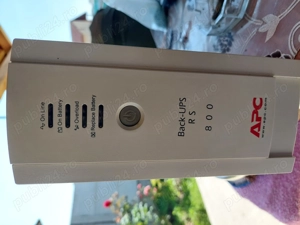 On Line
On Battery
Overload
Replace Battery
Back-UPS
RS
800
APC